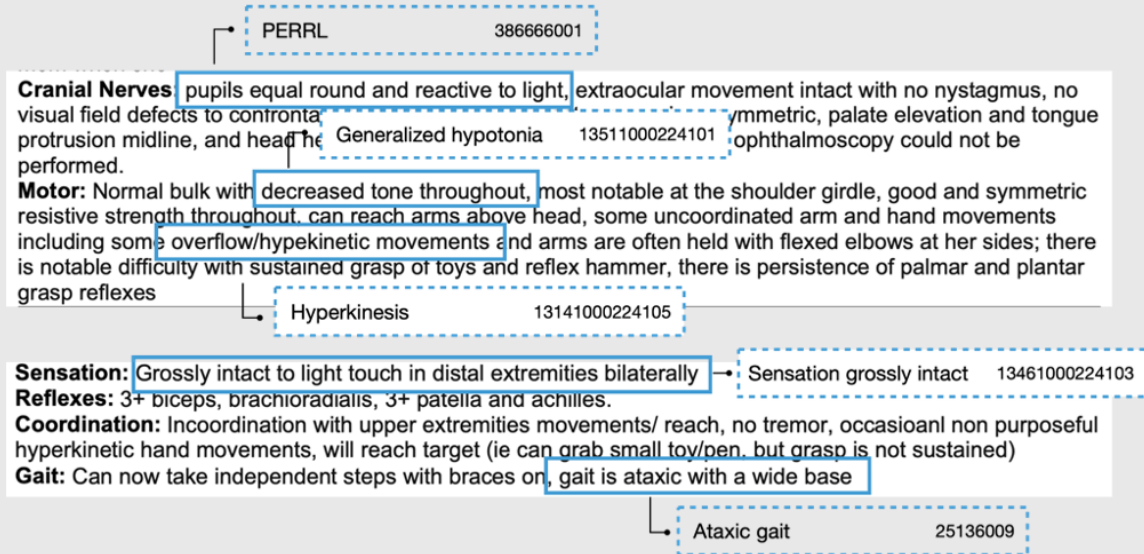 PERRL 386666001
Cranial Nerves: pupils equal round and reactive to light, extraocular movement intact with no nystagmus, no
visual field defects to confronta ymmetric, palate elevation and tongue
Generalized hypotonia 13511000224101
protrusion midline, and head he ophthalmoscopy could not be
performed.
Motor: Normal bulk with decreased tone throughout, most notable at the shoulder girdle, good and symmetric
resistive strength throughout, can reach arms above head, some uncoordinated arm and hand movements
including some overflow/hypekinetic movements and arms are often held with flexed elbows at her sides; there
is notable difficulty with sustained grasp of toys and reflex hammer, there is persistence of palmar and plantar
grasp reflexes
Hyperkinesis 13141000224105
Sensation: Grossly intact to light touch in distal extremities bilaterally
Sensation grossly intact 13461000224103
Reflexes: 3+ biceps, brachioradialis, 3+ patella and achilles.
Coordination: Incoordination with upper extremities movements/ reach, no tremor, occasioanl non purposeful
hyperkinetic hand movements, will reach target (ie can grab small toy/pen, but grasp is not sustained)
Gait: Can now take independent steps with braces on, gait is ataxic with a wide base
Ataxic gait 25136009